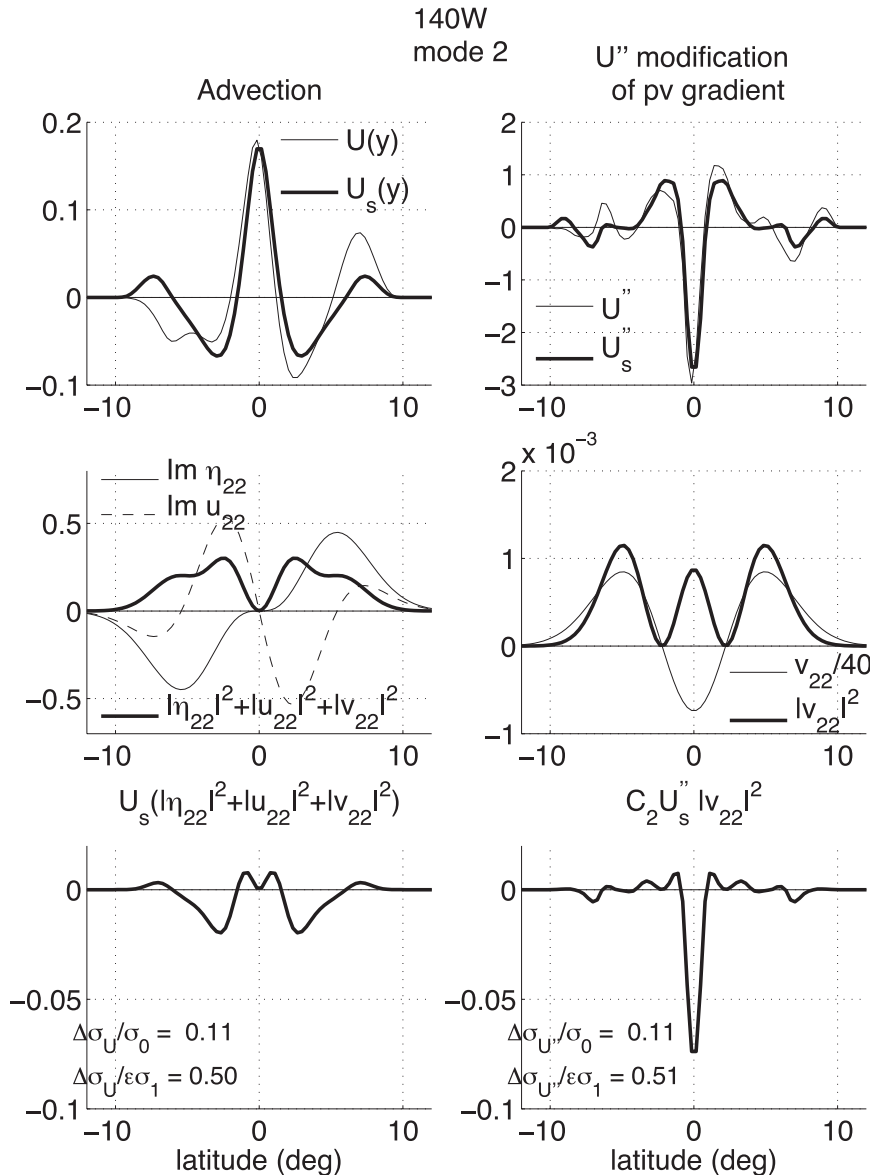 140W
mode 2
Advection
U'' modification
of pv gradient
0.2
0.1
0
−0.1
−10 0 10
U(y)
U_s(y)
2
1
0
−1
−2
−3
−10 0 10
U''
U''_s
0.5
0
−0.5
−10 0 10
Im η_22
Im u_22
|η_22|²+|u_22|²+|v_22|²
x 10⁻³
2
1
0
−1
−10 0 10
v_22/40
|v_22|²
U_s(|η_22|²+|u_22|²+|v_22|²)
0
−0.05
−0.1
−10 0 10
Δσ_U/σ_0 = 0.11
Δσ_U/εσ_1 = 0.50
latitude (deg)
C_2U''_s |v_22|²
0
−0.05
−0.1
−10 0 10
Δσ_U''/σ_0 = 0.11
Δσ_U''/εσ_1 = 0.51
latitude (deg)